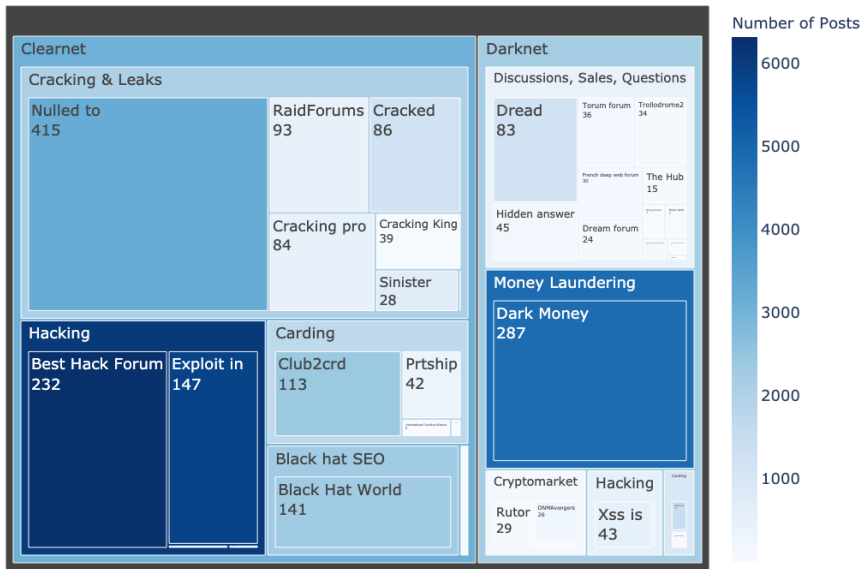 Number of Posts
Clearnet
Cracking & Leaks
Nulled to
415
RaidForums
93
Cracked
86
Cracking pro
84
Cracking King
39
Sinister
28
Hacking
Best Hack Forum
232
Exploit in
147
Carding
Club2crd
113
Prtship
42
International Carding Alliance
Black hat SEO
Black Hat World
141
Darknet
Discussions, Sales, Questions
Dread
83
Torum forum
36
Trollodrome2
34
French deep web forum
30
The Hub
15
Hidden answer
45
Dream forum
24
Money Laundering
Dark Money
287
Cryptomarket
Rutor
29
DNMAvengers
26
Hacking
Xss is
43
Carding
6000
5000
4000
3000
2000
1000